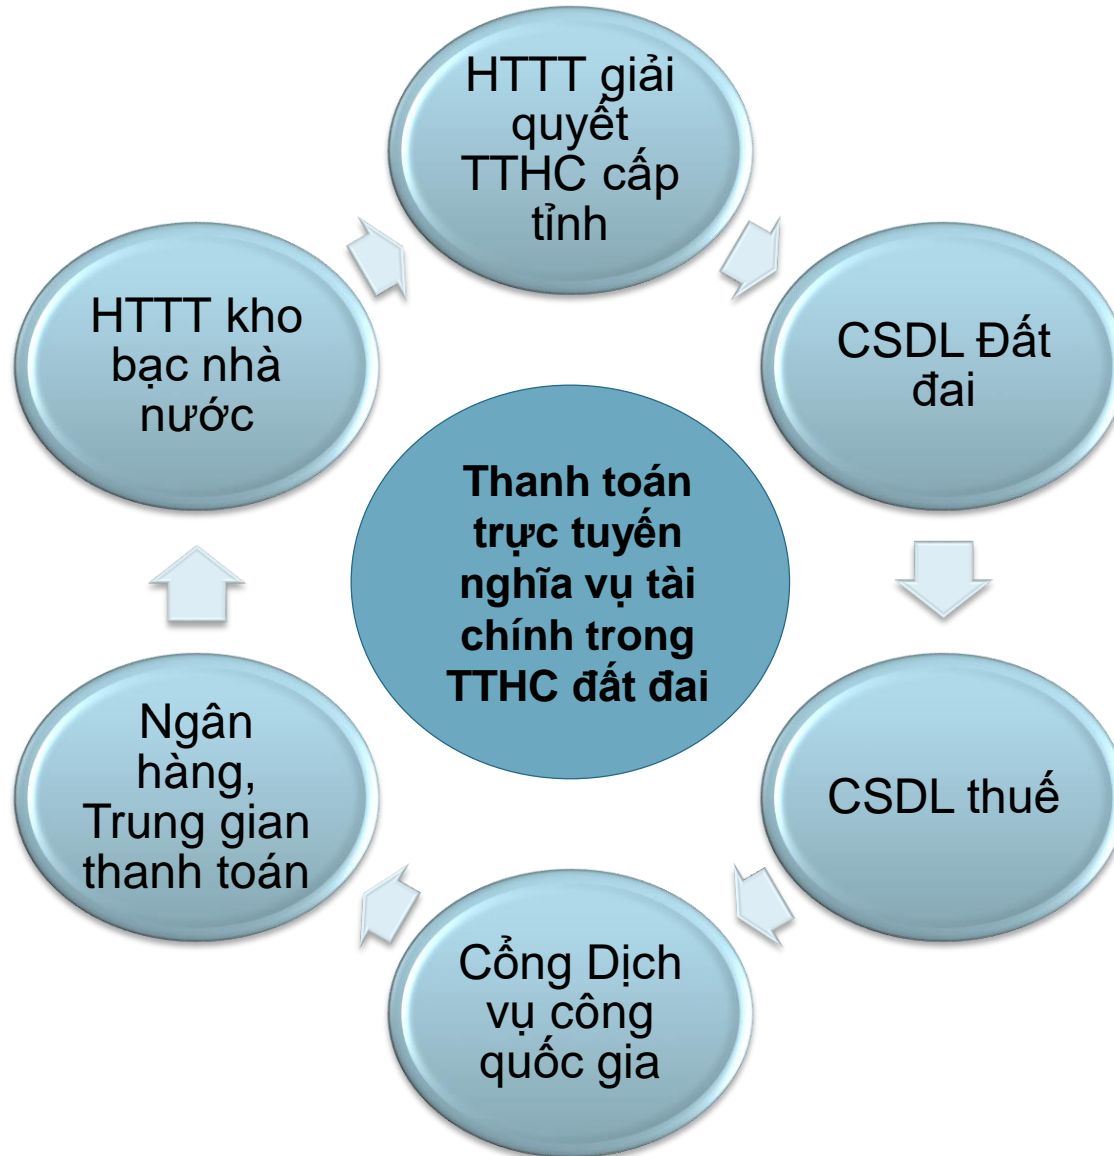 HTTT giải
quyết
TTHC cấp
tỉnh
CSDL Đất
đai
CSDL thuế
Cổng Dịch
vụ công
quốc gia
Ngân
hàng,
Trung gian
thanh toán
HTTT kho
bạc nhà
nước
Thanh toán
trực tuyến
nghĩa vụ tài
chính trong
TTHC đất đai